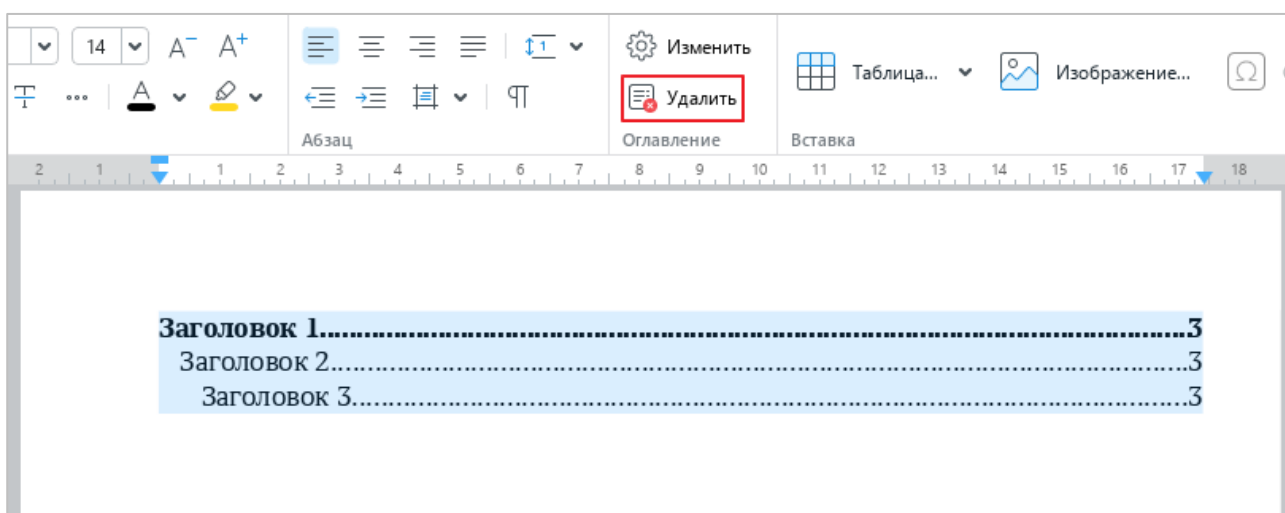 14 A⁻ A⁺ 1 Изменить
Таблица... Изображение... Ω
T ... A Удалить
Абзац Оглавление Вставка
2 1 1 2 3 4 5 6 7 8 9 10 11 12 13 14 15 16 17 18
Заголовок 1..........................................................................................................................3
Заголовок 2..........................................................................................................................3
Заголовок 3..........................................................................................................................3